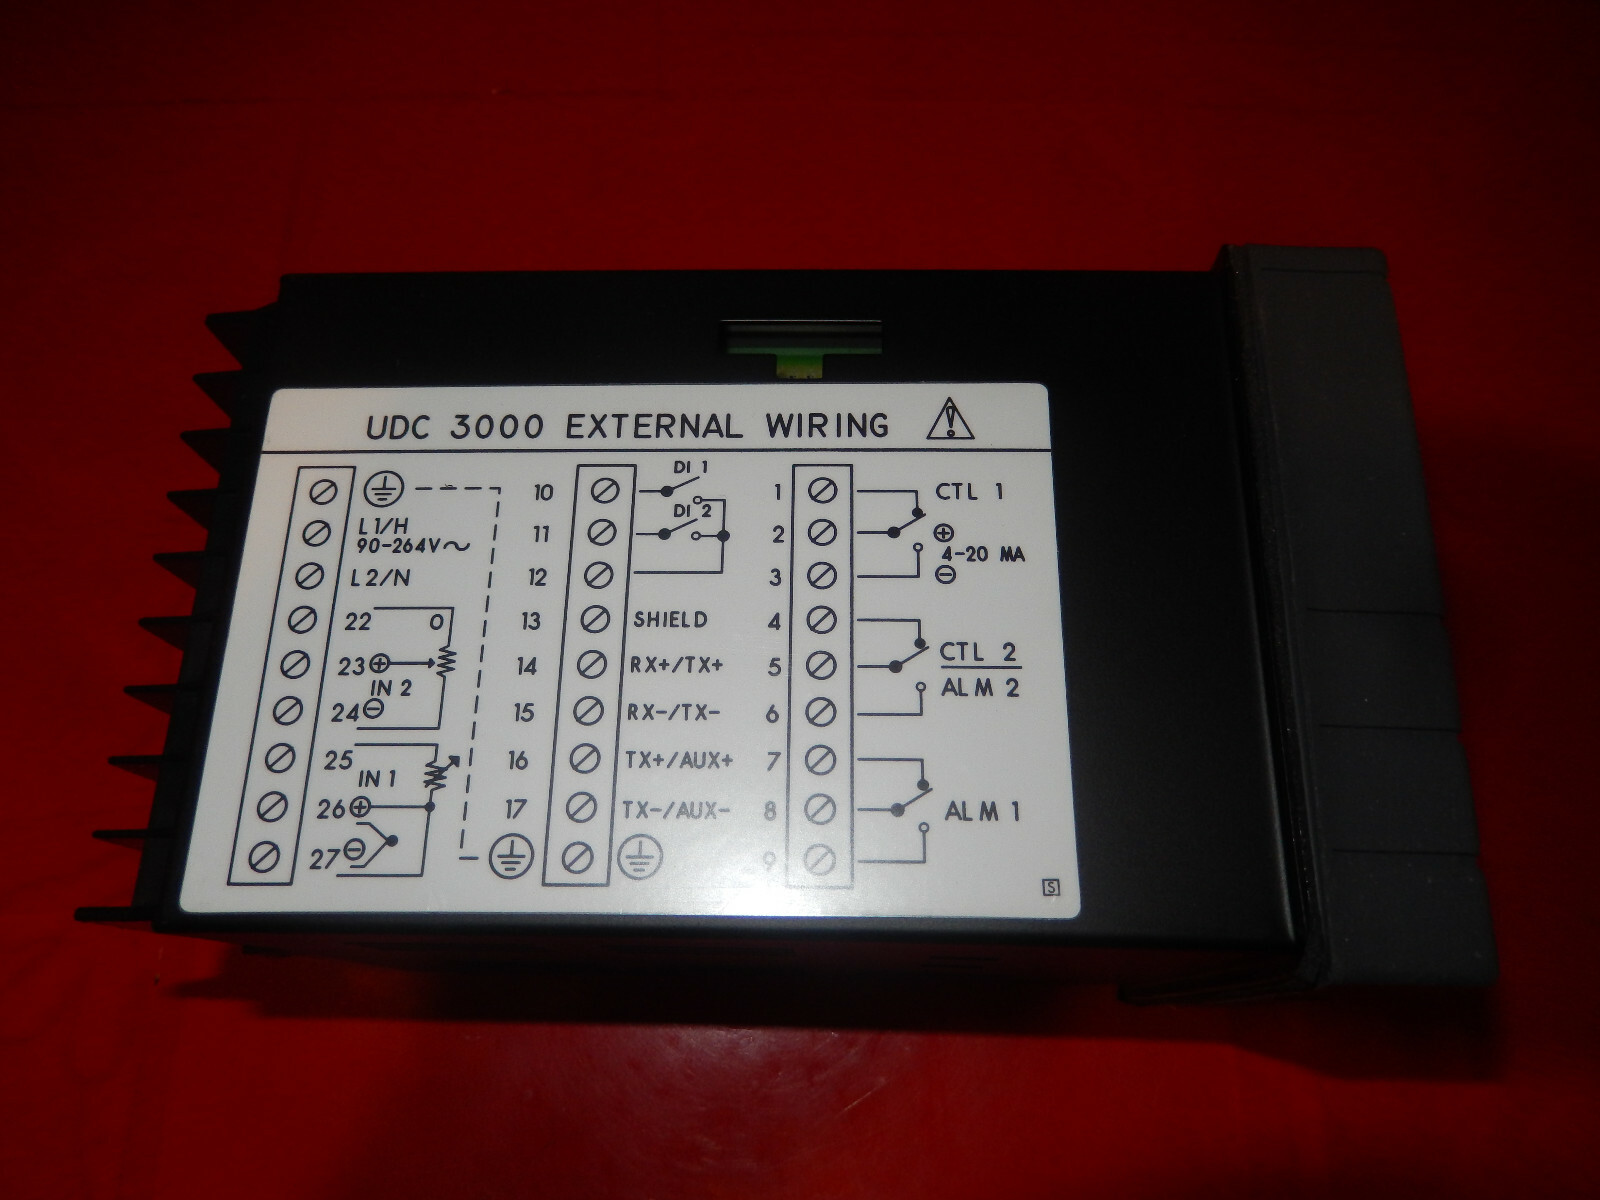 UDC 3000 EXTERNAL WIRING
L1/H
90-264V~
L2/N
22 O
23 ⊕
IN 2
24 ⊖
25
IN 1
26 ⊕
27 ⊖
10 DI 1
11 DI 2
12
13 SHIELD
14 RX+/TX+
15 RX-/TX-
16 TX+/AUX+
17 TX-/AUX-
1 CTL 1
2 ⊕
4-20 MA
3 ⊖
4
CTL 2
5
ALM 2
6
7
8 ALM 1
9
S